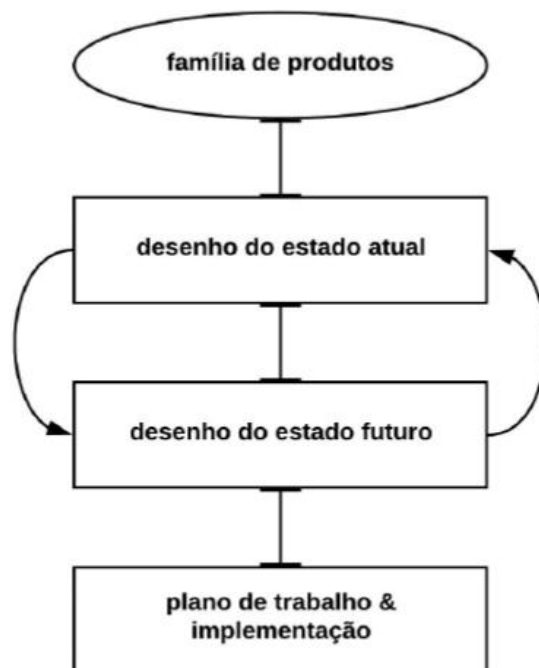 família de produtos
desenho do estado atual
desenho do estado futuro
plano de trabalho &
implementação